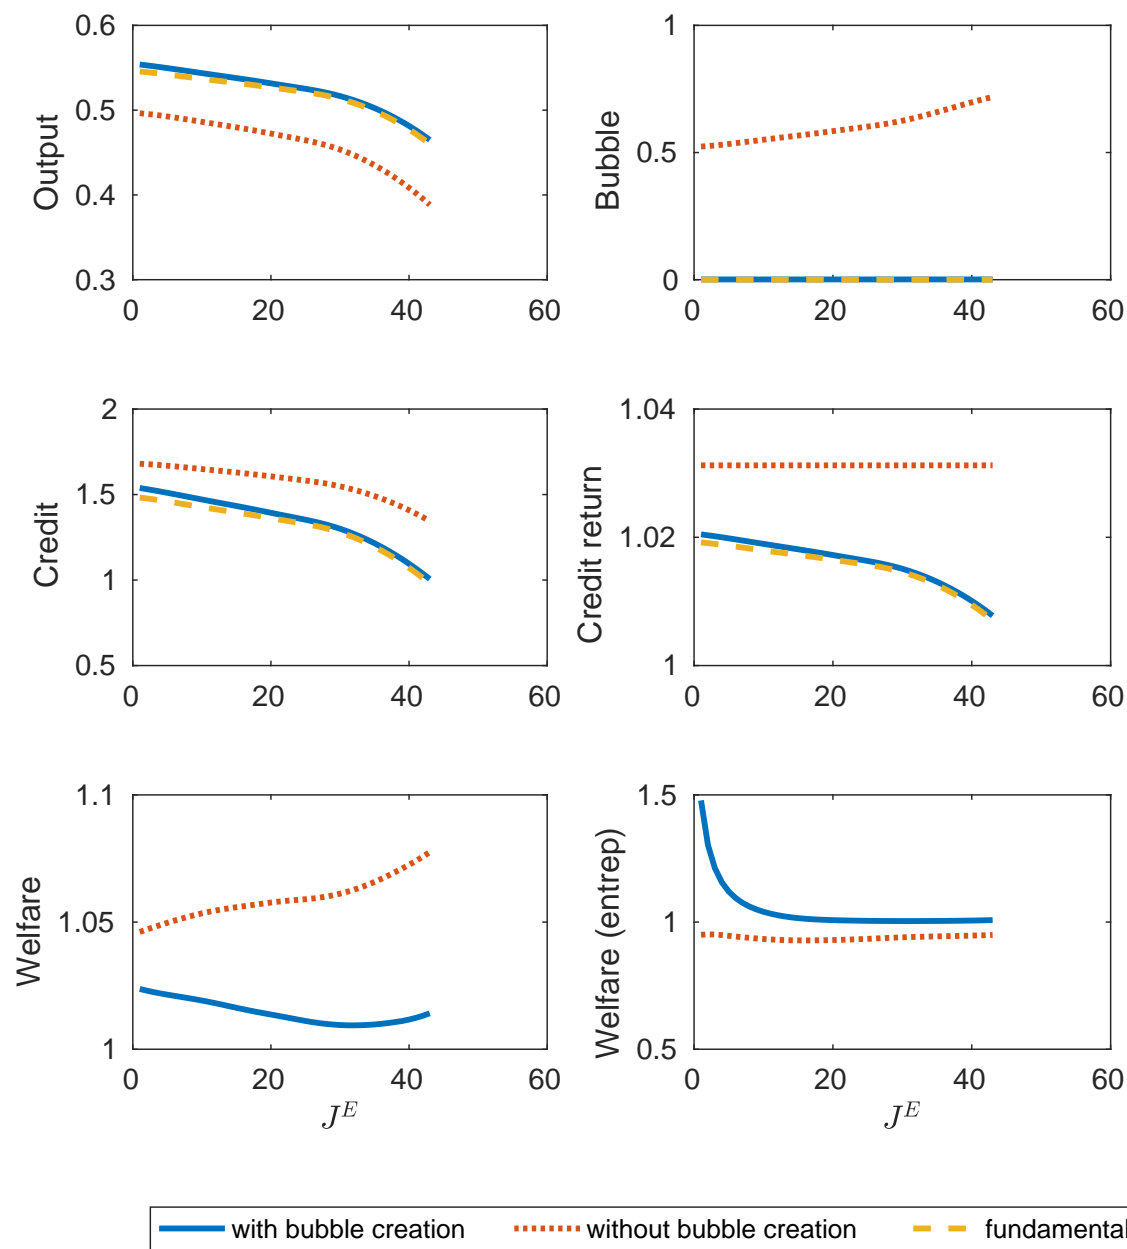 0.6
0.5
0.4
0.3
Output
0 20 40 60
1
0.5
0
Bubble
0 20 40 60
2
1.5
1
0.5
Credit
0 20 40 60
1.04
1.02
1
Credit return
0 20 40 60
1.1
1.05
1
Welfare
0 20 40 60
J^E
1.5
1
0.5
Welfare (entrep)
0 20 40 60
J^E
with bubble creation without bubble creation fundamental